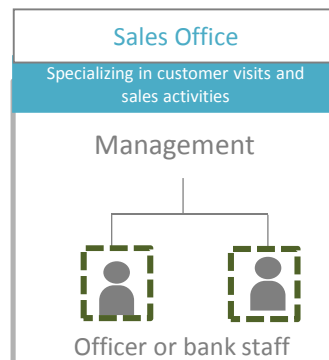 Sales Office
Specializing in customer visits and
sales activities
Management
Officer or bank staff